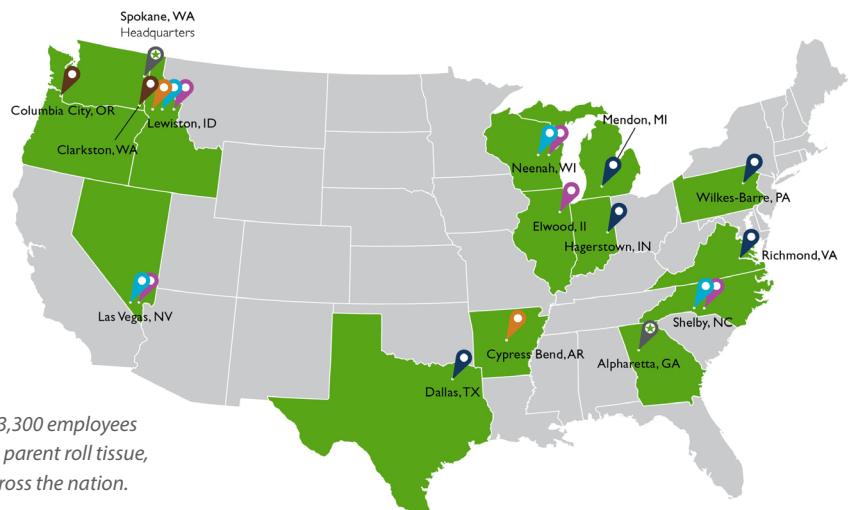 Spokane, WA
Headquarters
Columbia City, OR
Lewiston, ID
Clarkston, WA
Mendon, MI
Neenah, WI
Wilkes-Barre, PA
Elwood, Il
Hagerstown, IN
Richmond, VA
Las Vegas, NV
Shelby, NC
Cypress Bend, AR
Alpharetta, GA
Dallas, TX
3,300 employees
parent roll tissue,
ross the nation.